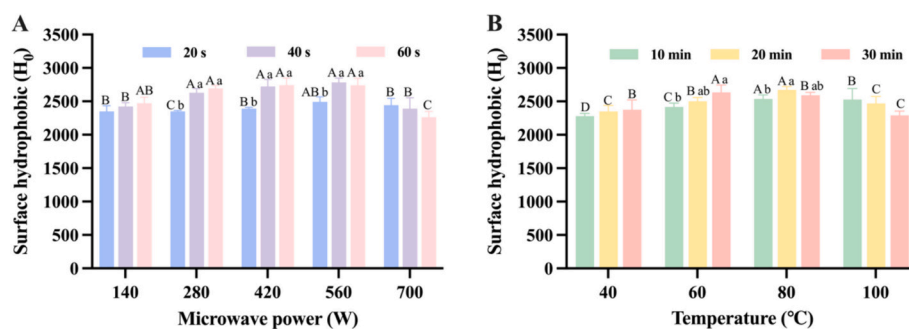 A
B
20 s 40 s 60 s
10 min 20 min 30 min
Surface hydrophobic (H0)
3500
3000
2500
2000
1500
1000
500
0
B B AB
C b A a A a
B b A a A a
AB b A a A a
B B C
140 280 420 560 700
Microwave power (W)
Surface hydrophobic (H0)
3500
3000
2500
2000
1500
1000
500
0
D C B
C b B ab A a
A b A a B ab
B C C
40 60 80 100
Temperature (°C)